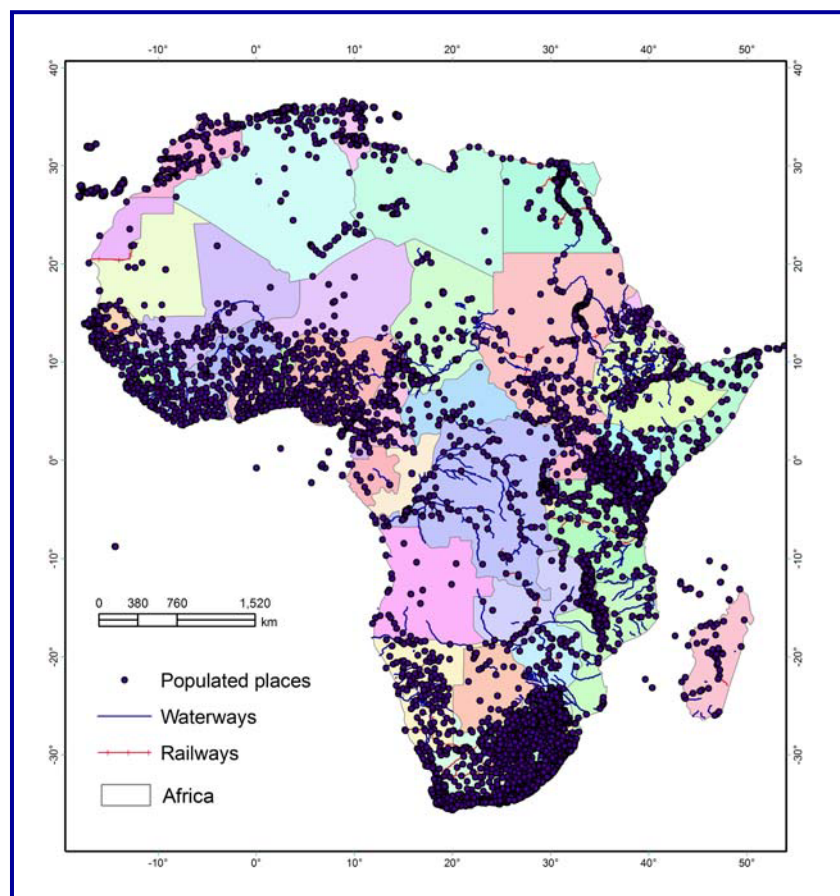 -10° 0° 10° 20° 30° 40° 50°
40° 40°
30° 30°
20° 20°
10° 10°
0° 0°
-10° -10°
0 380 760 1,520
km
-20° -20°
Populated places
Waterways
-30° -30°
Railways
Africa
-10° 0° 10° 20° 30° 40° 50°